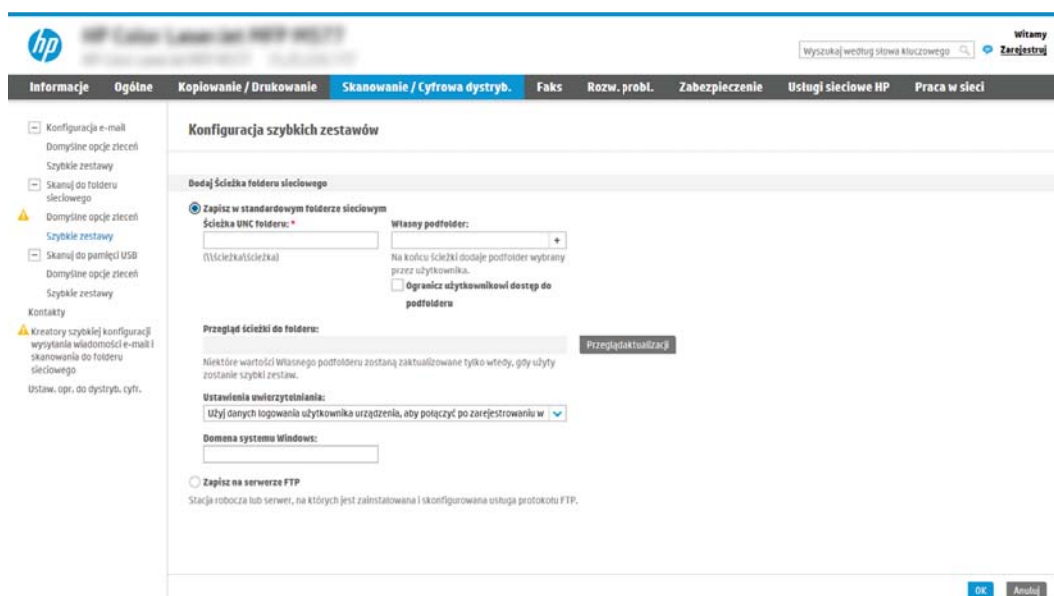 hp
Witamy
Wyszukaj według słowa kluczowego
Zarejestruj
Informacje Ogólne Kopiowanie / Drukowanie Skanowanie / Cyfrowa dystryb. Faks Rozw. probl. Zabezpieczenie Usługi sieciowe HP Praca w sieci
Konfiguracja e-mail
Domyślne opcje zleceń
Szybkie zestawy
Skanuj do folderu
sieciowego
Domyślne opcje zleceń
Szybkie zestawy
Skanuj do pamięci USB
Domyślne opcje zleceń
Szybkie zestawy
Kontakty
Kreatory szybkiej konfiguracji
wysyłania wiadomości e-mail i
skanowania do folderu
sieciowego
Ustaw. opr. do dystryb. cyfr.
Konfiguracja szybkich zestawów
Dodaj Ścieżka folderu sieciowego
Zapisz w standardowym folderze sieciowym
Ścieżka UNC folderu: * Własny podfolder:
+
(\\ścieżka\ścieżka)
Na końcu ścieżki dodaje podfolder wybrany
przez użytkownika.
Ogranicz użytkownikowi dostęp do
podfolderu
Przegląd ścieżki do folderu:
Przeglądaktualizacji
Niektóre wartości Własnego podfolderu zostaną zaktualizowane tylko wtedy, gdy użyty
zostanie szybki zestaw.
Ustawienia uwierzytelniania:
Użyj danych logowania użytkownika urządzenia, aby połączyć po zarejestrowaniu w
Domena systemu Windows:
Zapisz na serwerze FTP
Stacja robocza lub serwer, na których jest zainstalowana i skonfigurowana usługa protokołu FTP.
OK Anuluj